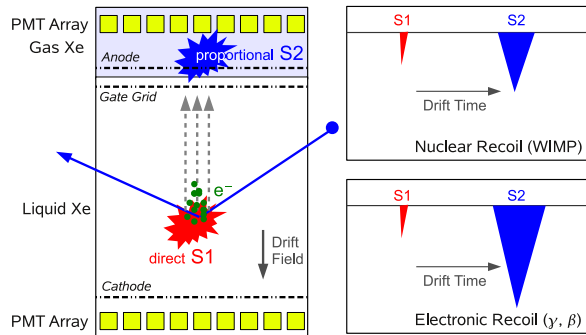 PMT Array
Gas Xe
Anode
proportional S2
Gate Grid
e⁻
Liquid Xe
direct S1
Drift
Field
Cathode
PMT Array
S1
S2
Drift Time
Nuclear Recoil (WIMP)
S1
S2
Drift Time
Electronic Recoil (γ, β)